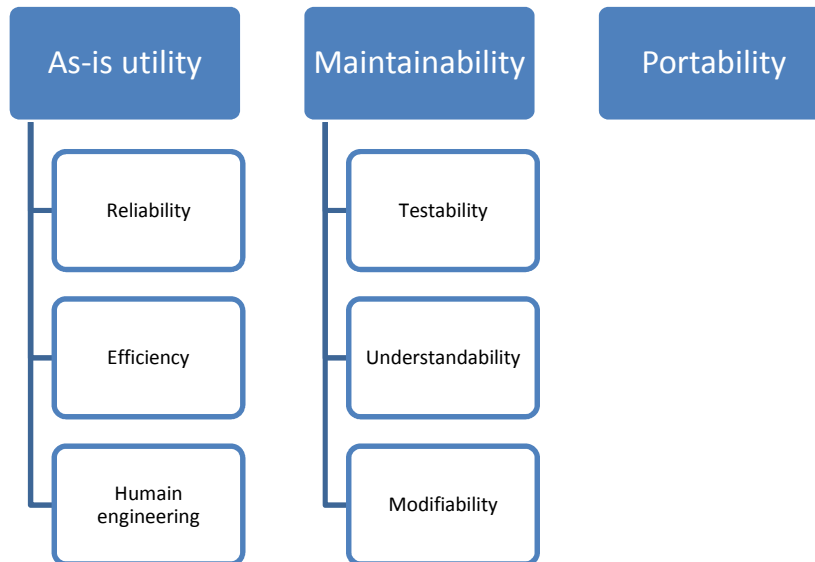 As-is utility
Maintainability
Portability
Reliability
Testability
Efficiency
Understandability
Humain
engineering
Modifiability